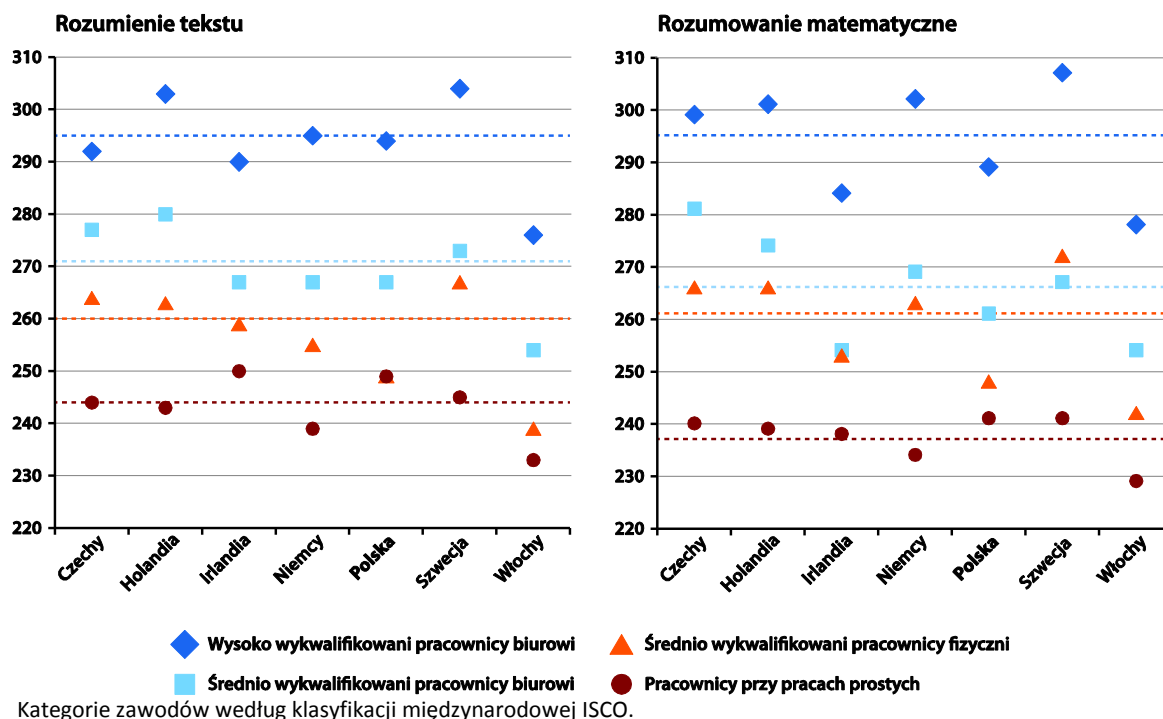 Rozumienie tekstu
310
300
290
280
270
260
250
240
230
220
Czechy
Holandia
Irlandia
Niemcy
Polska
Szwecja
Włochy
Rozumowanie matematyczne
310
300
290
280
270
260
250
240
230
220
Czechy
Holandia
Irlandia
Niemcy
Polska
Szwecja
Włochy
Wysoko wykwalifikowani pracownicy biurowi
Średnio wykwalifikowani pracownicy fizyczni
Średnio wykwalifikowani pracownicy biurowi
Pracownicy przy pracach prostych
Kategorie zawodów według klasyfikacji międzynarodowej ISCO.